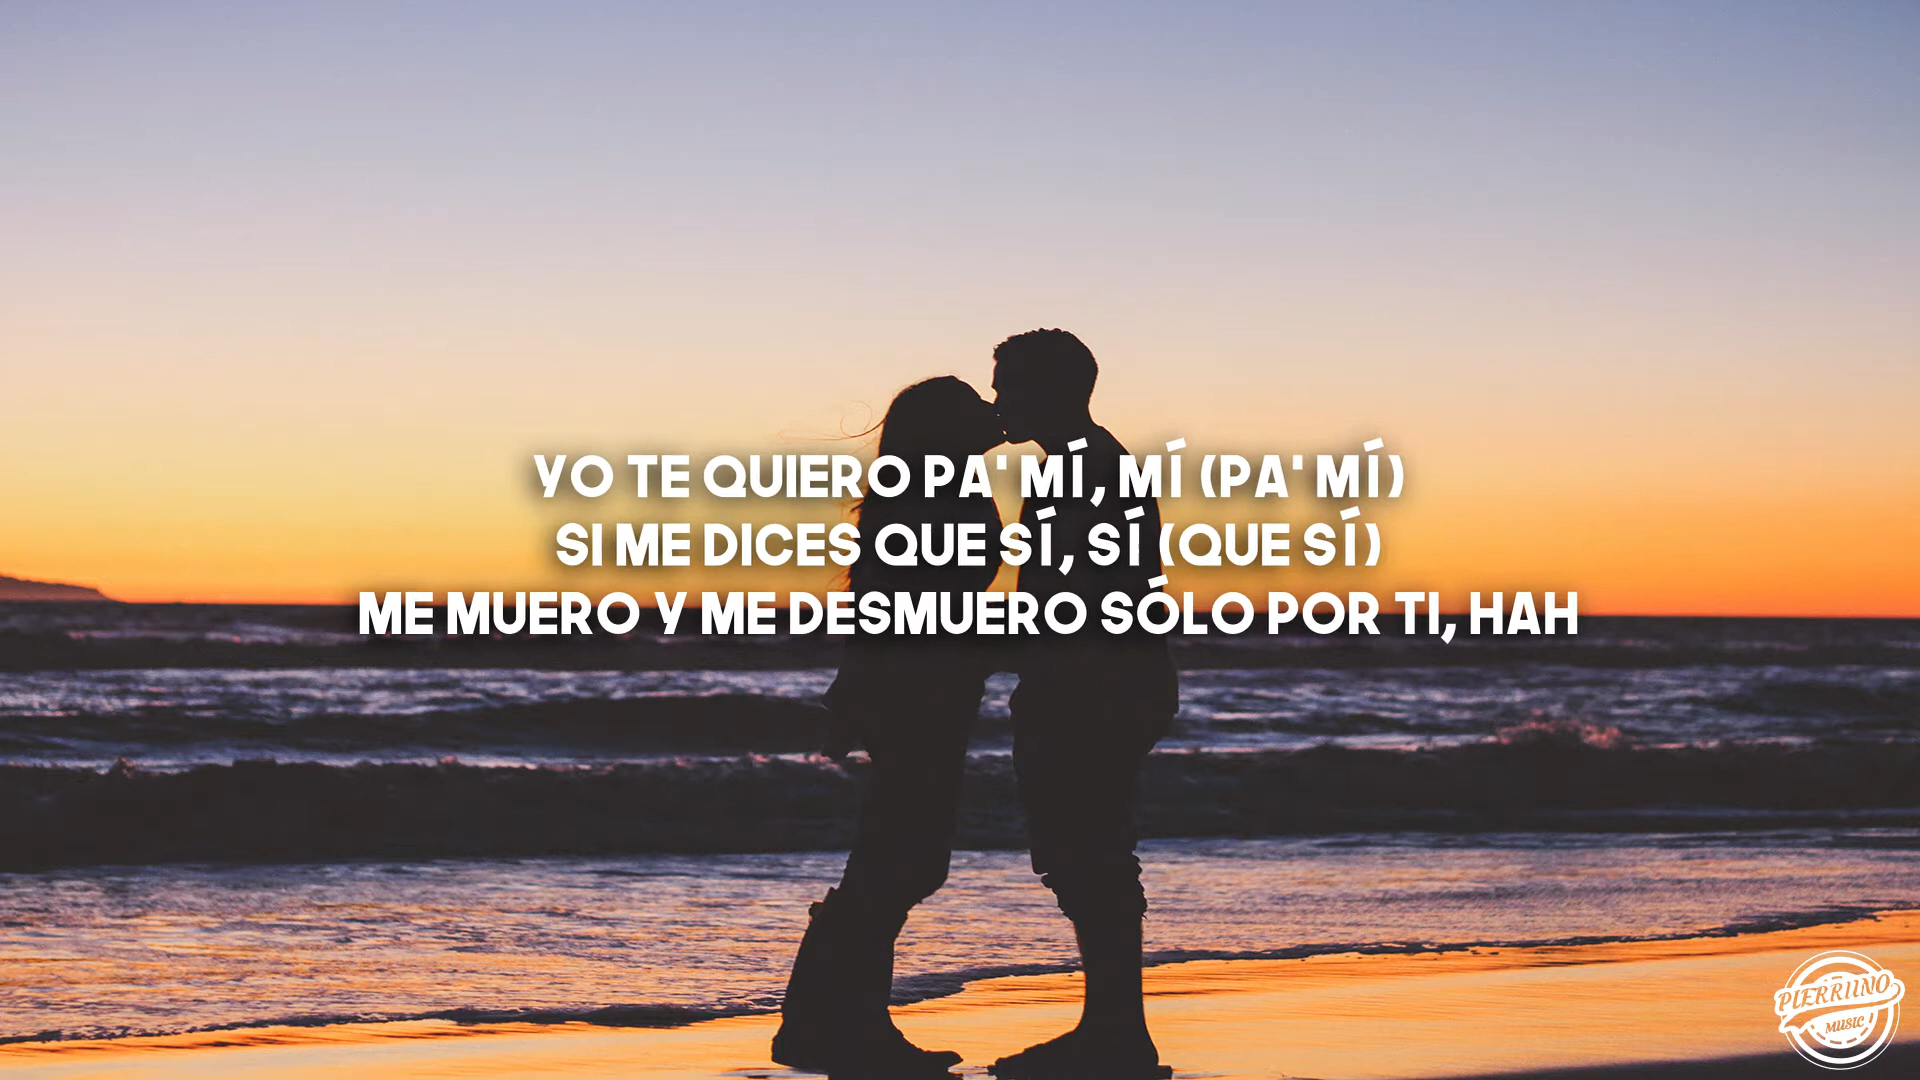 YO TE QUIERO PA' MÍ, MÍ (PA' MÍ)
SI ME DICES QUE SÍ, SÍ (QUE SÍ)
ME MUERO Y ME DESMUERO SÓLO POR TI, HAH
PIERRIINO
MUSIC